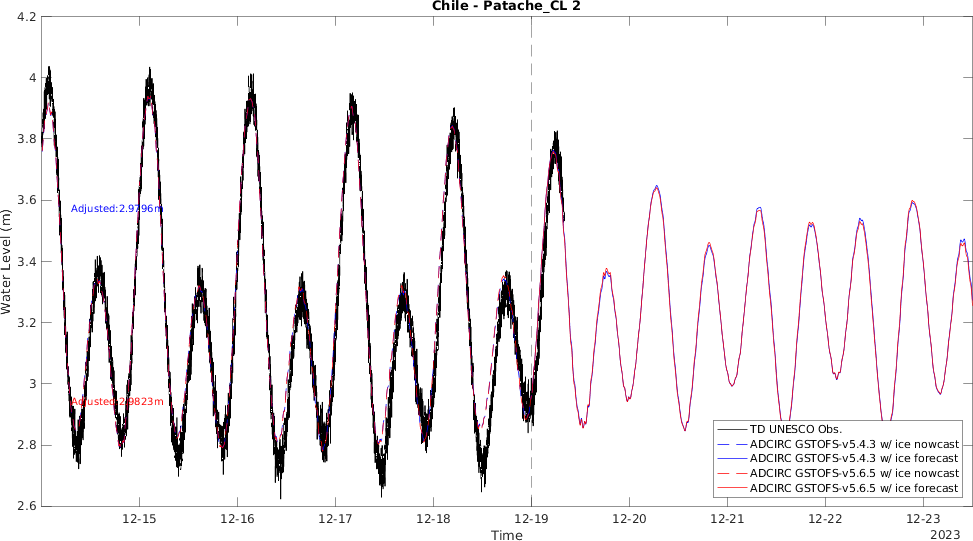 Chile - Patache_CL 2
4.2
4
3.8
3.6
3.4
3.2
3
2.8
2.6
Water Level (m)
Adjusted:2.9796m
Adjusted:2.9823m
TD UNESCO Obs.
ADCIRC GSTOFS-v5.4.3 w/ ice nowcast
ADCIRC GSTOFS-v5.4.3 w/ ice forecast
ADCIRC GSTOFS-v5.6.5 w/ ice nowcast
ADCIRC GSTOFS-v5.6.5 w/ ice forecast
12-15 12-16 12-17 12-18 12-19 12-20 12-21 12-22 12-23
Time
2023